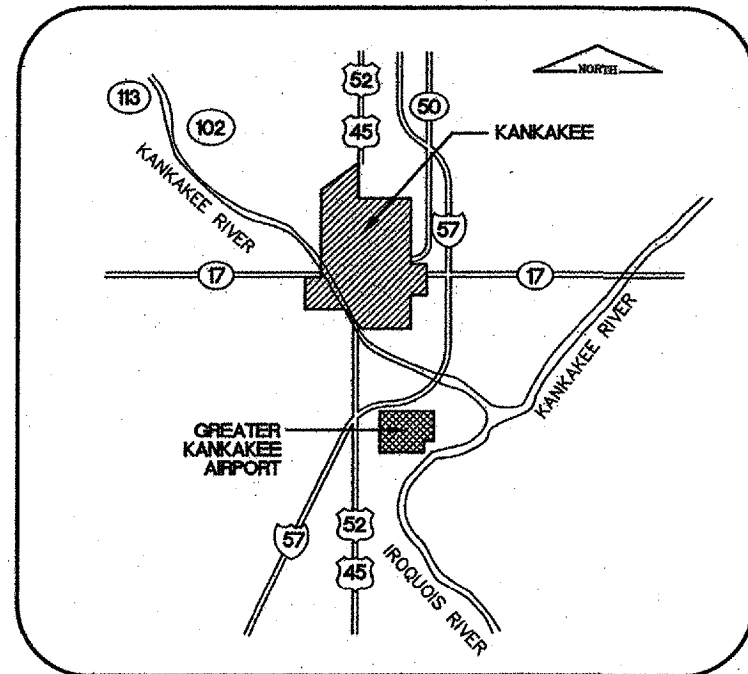 NORTH
52
113
50
102
45
KANKAKEE
KANKAKEE RIVER
57
17
17
KANKAKEE RIVER
GREATER
KANKAKEE
AIRPORT
52
57
45
IROQUOIS RIVER